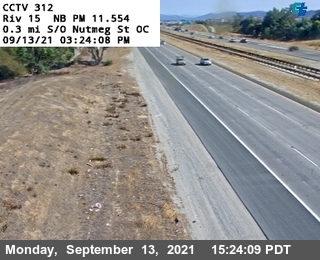 CCTV 312
Riv 15 NB PM 11.554
0.3 mi S/O Nutmeg St OC
09/13/21 03:24:08 PM
Monday, September 13, 2021 15:24:09 PDT